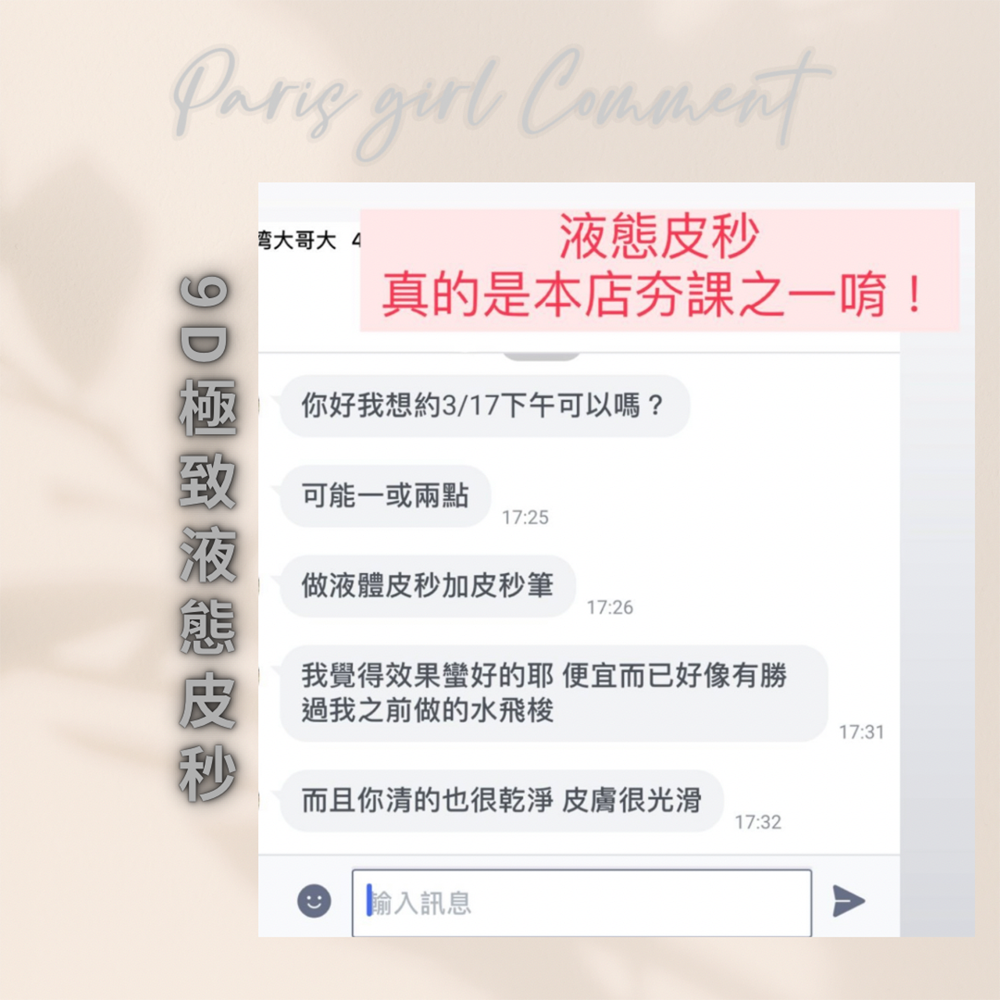 Paris girl Comment
湾大哥大 4
液態皮秒
真的是本店夯課之一唷！
9D極致液態皮秒
你好我想約3/17下午可以嗎？
可能一或兩點
17:25
做液體皮秒加皮秒筆
17:26
我覺得效果蠻好的耶 便宜而已好像有勝
過我之前做的水飛梭
17:31
而且你清的也很乾淨 皮膚很光滑
17:32
輸入訊息